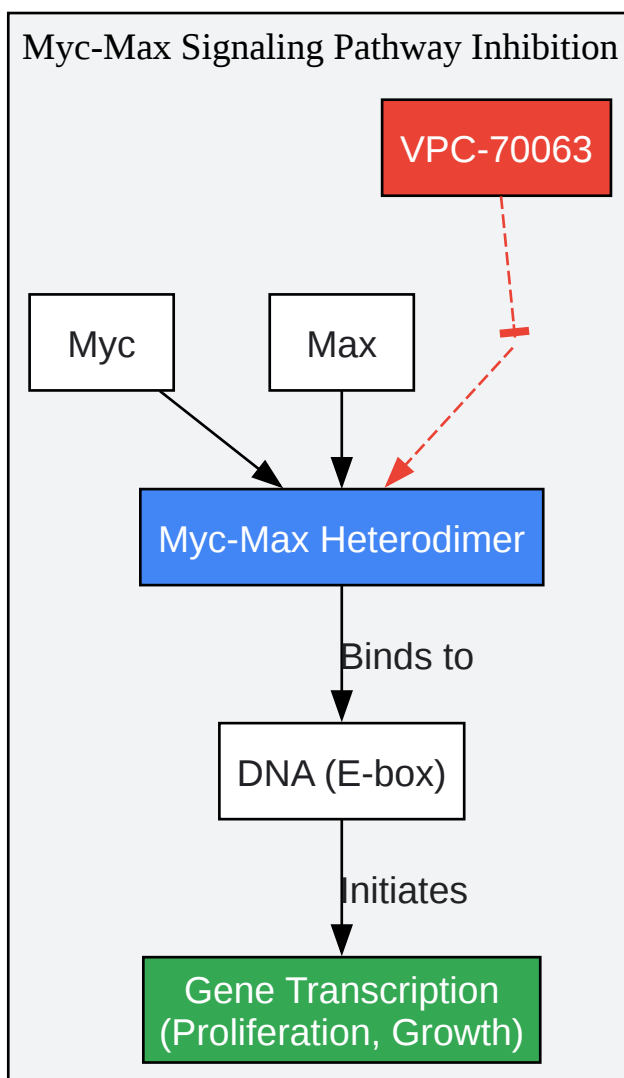 Myc-Max Signaling Pathway Inhibition
VPC-70063
Myc
Max
Myc-Max Heterodimer
Binds to
DNA (E-box)
Initiates
Gene Transcription
(Proliferation, Growth)